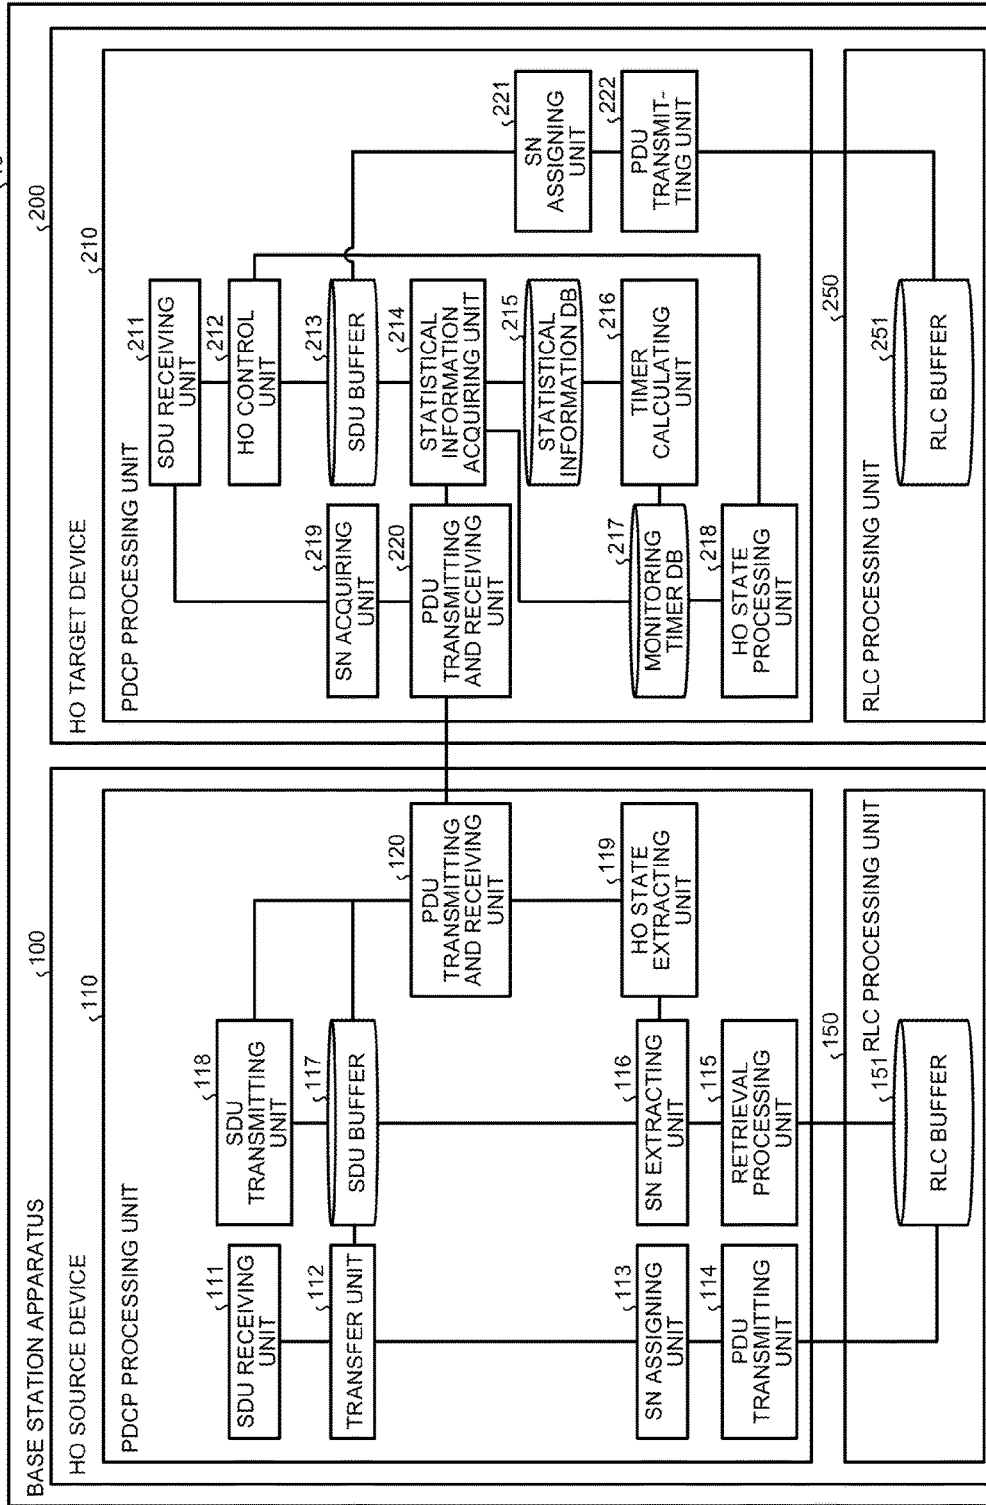 BASE STATION APPARATUS
HO SOURCE DEVICE
100
PDCP PROCESSING UNIT
110
SDU RECEIVING
UNIT
111
TRANSFER UNIT
112
SN ASSIGNING
UNIT
113
PDU
TRANSMITTING
UNIT
114
SDU
TRANSMITTING
UNIT
118
SDU BUFFER
117
SN EXTRACTING
UNIT
116
RETRIEVAL
PROCESSING
UNIT
115
PDU
TRANSMITTING
AND RECEIVING
UNIT
120
HO STATE
EXTRACTING
UNIT
119
150
RLC PROCESSING UNIT
151
RLC BUFFER
HO TARGET DEVICE
200
PDCP PROCESSING UNIT
210
SDU RECEIVING
UNIT
211
HO CONTROL
UNIT
212
SDU BUFFER
213
STATISTICAL
INFORMATION
ACQUIRING UNIT
214
STATISTICAL
INFORMATION DB
215
TIMER
CALCULATING
UNIT
216
SN ACQUIRING
UNIT
219
PDU
TRANSMITTING
AND RECEIVING
UNIT
220
MONITORING
TIMER DB
217
HO STATE
PROCESSING
UNIT
218
SN
ASSIGNING
UNIT
221
PDU
TRANSMIT-
TING UNIT
222
RLC PROCESSING UNIT
250
RLC BUFFER
251